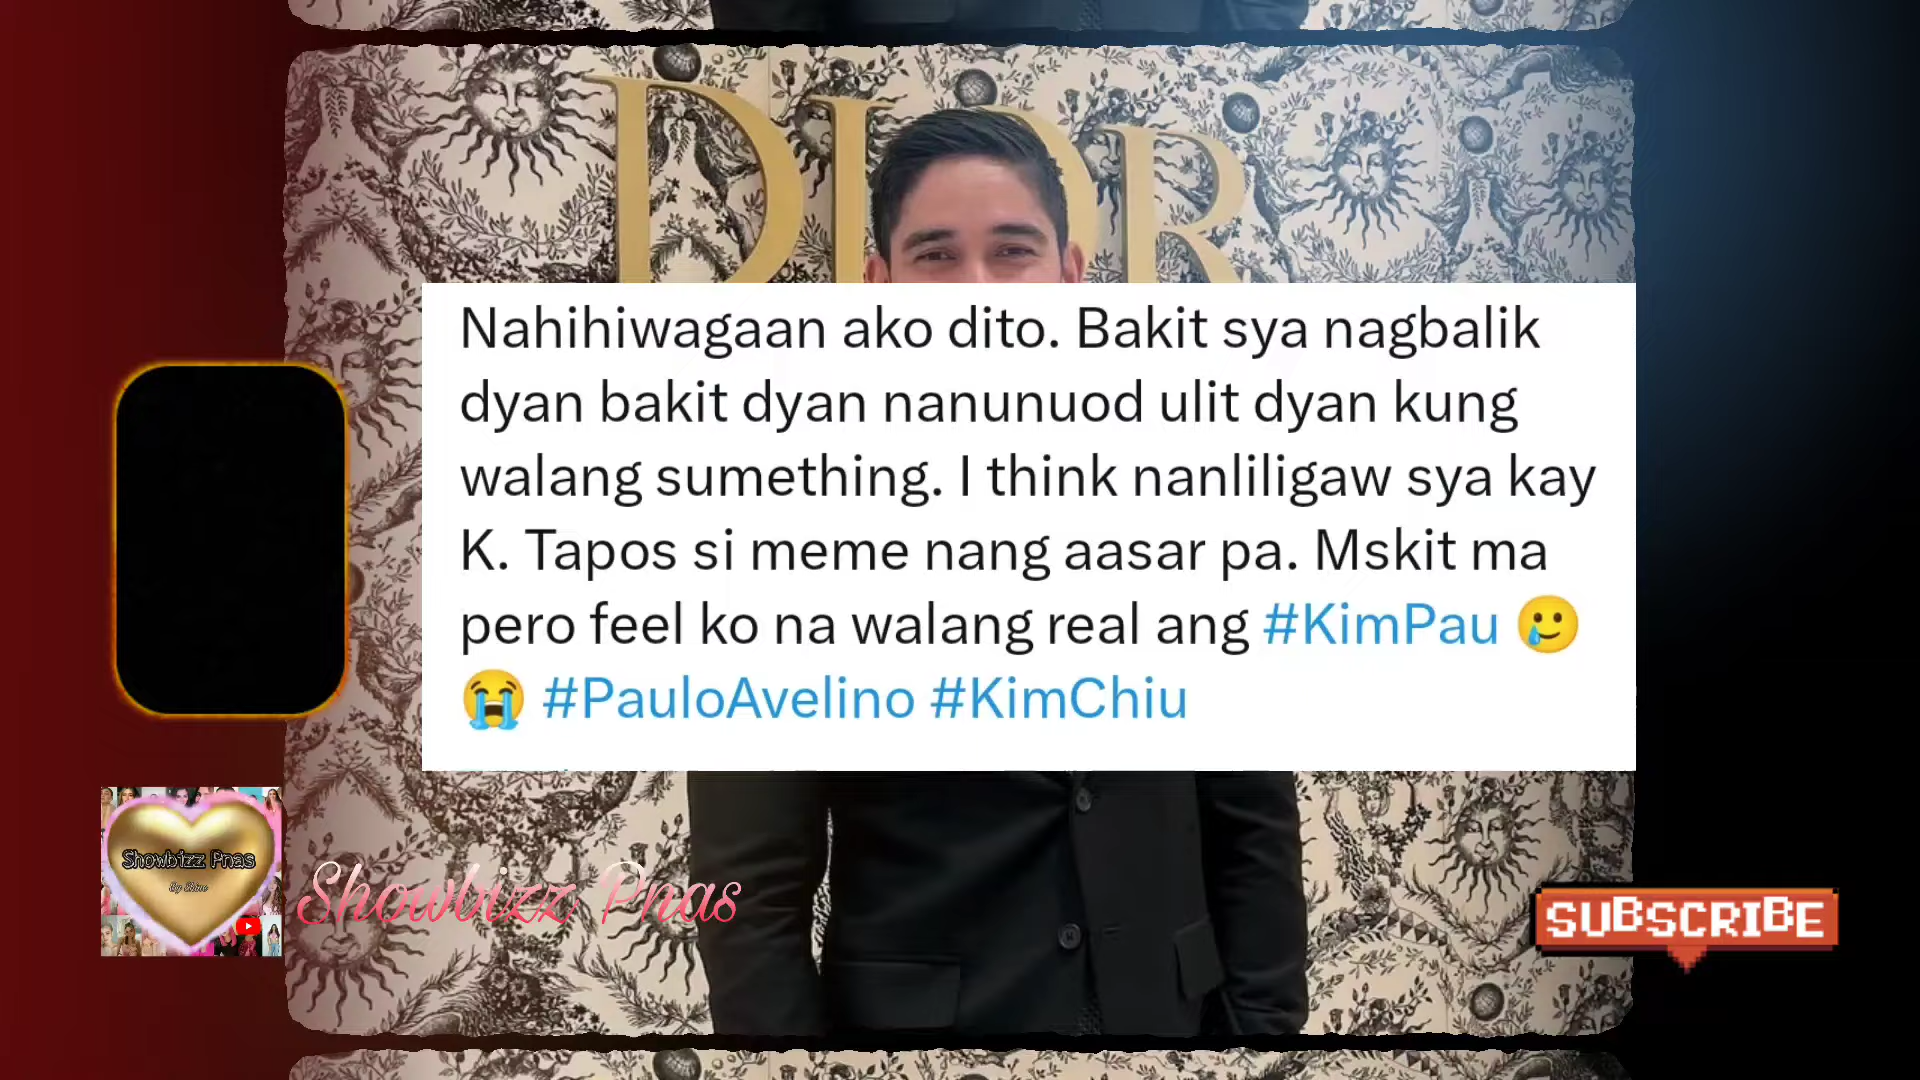 DIOR
Nahihiwagaan ako dito. Bakit sya nagbalik
dyan bakit dyan nanunuod ulit dyan kung
walang sumething. I think nanliligaw sya kay
K. Tapos si meme nang aasar pa. Mskit ma
pero feel ko na walang real ang #KimPau 🥲
😭 #PauloAvelino #KimChiu
Showbizz Pnas
By Shine
Showbizz Pnas
SUBSCRIBE